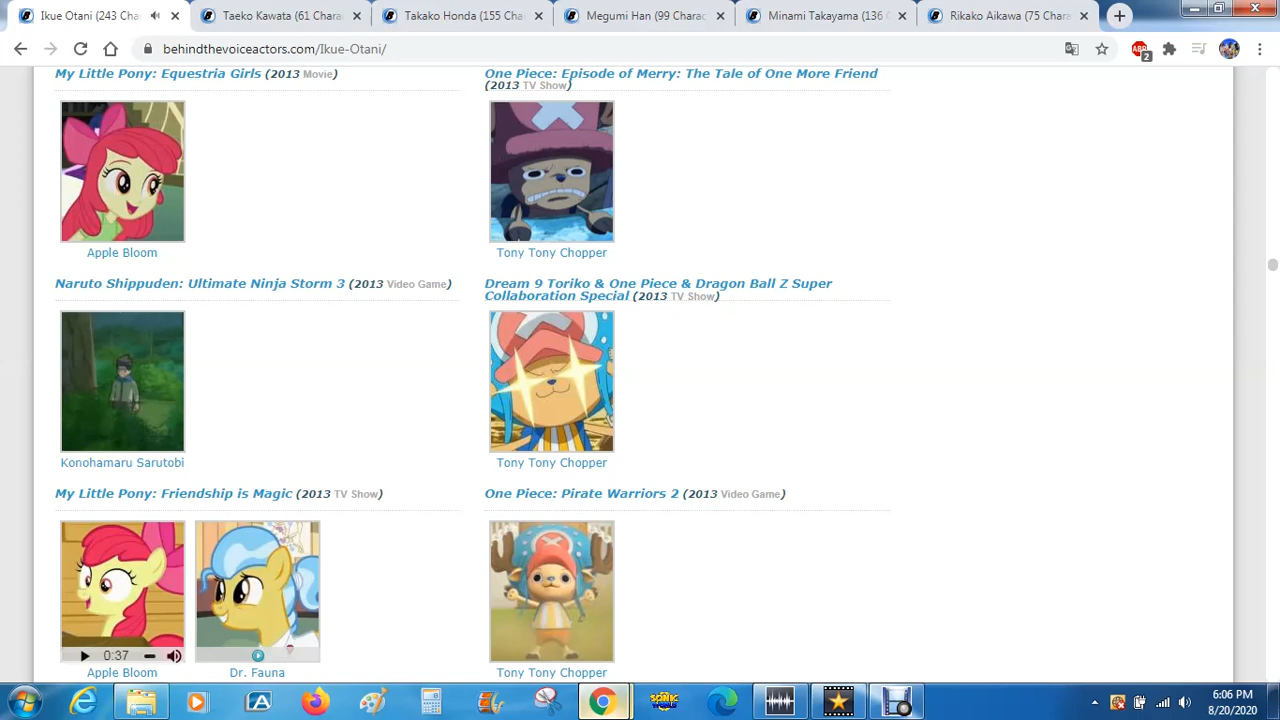 Ikue Otani (243 Chara
Taeko Kawata (61 Charac
Takako Honda (155 Chara
Megumi Han (99 Characte
Minami Takayama (136 C
Rikako Aikawa (75 Charac
behindthevoiceactors.com/Ikue-Otani/
ABP
2
My Little Pony: Equestria Girls (2013 Movie)
One Piece: Episode of Merry: The Tale of One More Friend
(2013 TV Show)
Apple Bloom
Tony Tony Chopper
Naruto Shippuden: Ultimate Ninja Storm 3 (2013 Video Game)
Dream 9 Toriko & One Piece & Dragon Ball Z Super
Collaboration Special (2013 TV Show)
Konohamaru Sarutobi
Tony Tony Chopper
My Little Pony: Friendship is Magic (2013 TV Show)
One Piece: Pirate Warriors 2 (2013 Video Game)
0:37
Apple Bloom
Dr. Fauna
Tony Tony Chopper
SONIC
6:06 PM
8/20/2020